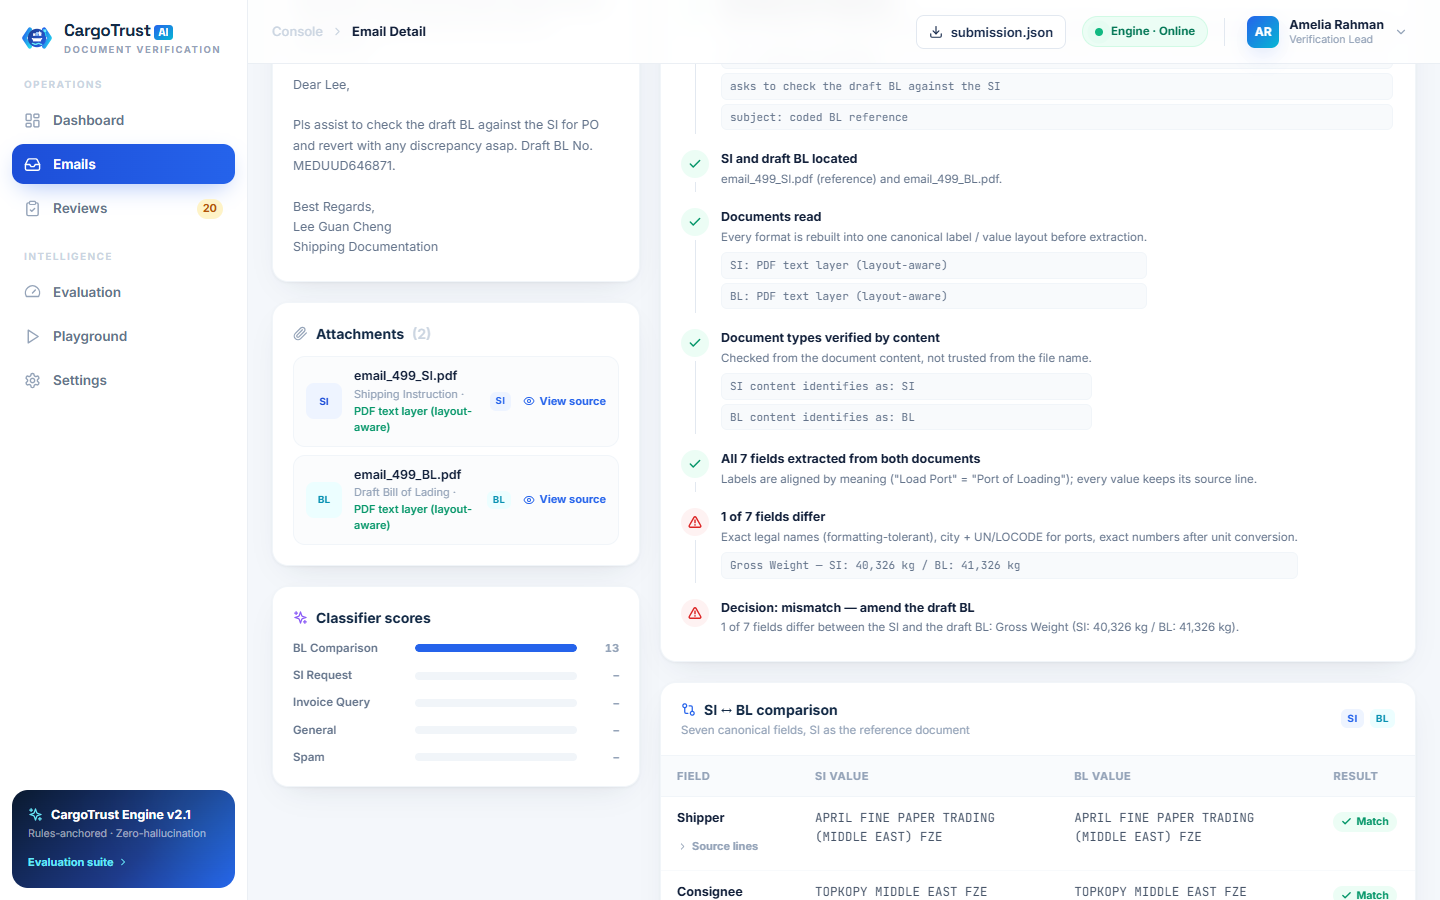 CargoTrust AI
DOCUMENT VERIFICATION
OPERATIONS
Dashboard
Emails
Reviews 20
INTELLIGENCE
Evaluation
Playground
Settings
CargoTrust Engine v2.1
Rules-anchored · Zero-hallucination
Evaluation suite
Console
Email Detail
submission.json
Engine · Online
AR
Amelia Rahman
Verification Lead
Dear Lee,
Pls assist to check the draft BL against the SI for PO
and revert with any discrepancy asap. Draft BL No.
MEDUUD646871.
Best Regards,
Lee Guan Cheng
Shipping Documentation
Attachments (2)
SI
email_499_SI.pdf
Shipping Instruction ·
PDF text layer (layout-
aware)
SI
View source
BL
email_499_BL.pdf
Draft Bill of Lading ·
PDF text layer (layout-
aware)
BL
View source
Classifier scores
BL Comparison 13
SI Request –
Invoice Query –
General –
Spam –
asks to check the draft BL against the SI
subject: coded BL reference
SI and draft BL located
email_499_SI.pdf (reference) and email_499_BL.pdf.
Documents read
Every format is rebuilt into one canonical label / value layout before extraction.
SI: PDF text layer (layout-aware)
BL: PDF text layer (layout-aware)
Document types verified by content
Checked from the document content, not trusted from the file name.
SI content identifies as: SI
BL content identifies as: BL
All 7 fields extracted from both documents
Labels are aligned by meaning ("Load Port" = "Port of Loading"); every value keeps its source line.
1 of 7 fields differ
Exact legal names (formatting-tolerant), city + UN/LOCODE for ports, exact numbers after unit conversion.
Gross Weight — SI: 40,326 kg / BL: 41,326 kg
Decision: mismatch — amend the draft BL
1 of 7 fields differ between the SI and the draft BL: Gross Weight (SI: 40,326 kg / BL: 41,326 kg).
SI ↔ BL comparison
Seven canonical fields, SI as the reference document
SI BL
FIELD SI VALUE BL VALUE RESULT
Shipper
Source lines
APRIL FINE PAPER TRADING
(MIDDLE EAST) FZE
APRIL FINE PAPER TRADING
(MIDDLE EAST) FZE
Match
Consignee
TOPKOPY MIDDLE EAST FZE
TOPKOPY MIDDLE EAST FZE
Match